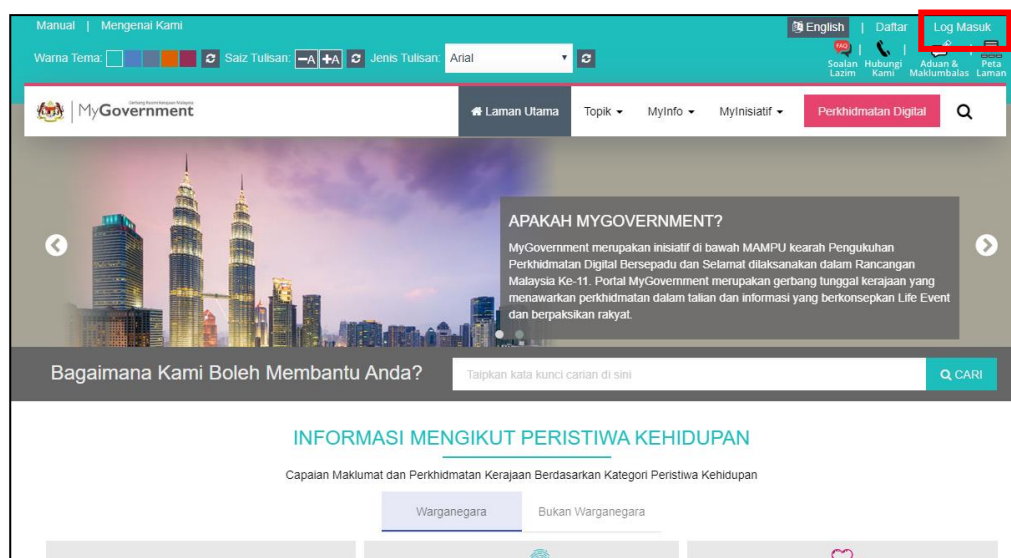 Manual | Mengenai Kami
English | Daftar Log Masuk
Warna Tema: Saiz Tulisan: -A +A Jenis Tulisan: Arial
FAQ
Soalan Lazim | Hubungi Kami | Aduan & Maklumbalas | Peta Laman
MyGovernment
Laman Utama Topik MyInfo MyInisiatif Perkhidmatan Digital
APAKAH MYGOVERNMENT?
MyGovernment merupakan inisiatif di bawah MAMPU kearah Pengukuhan
Perkhidmatan Digital Bersepadu dan Selamat dilaksanakan dalam Rancangan
Malaysia Ke-11. Portal MyGovernment merupakan gerbang tunggal kerajaan yang
menawarkan perkhidmatan dalam talian dan informasi yang berkonsepkan Life Event
dan berpaksikan rakyat.
Bagaimana Kami Boleh Membantu Anda? Taipkan kata kunci carian di sini CARI
INFORMASI MENGIKUT PERISTIWA KEHIDUPAN
Capaian Maklumat dan Perkhidmatan Kerajaan Berdasarkan Kategori Peristiwa Kehidupan
Warganegara Bukan Warganegara